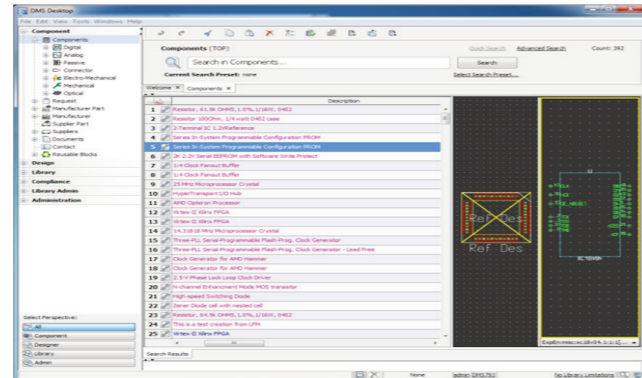 DMS Desktop
File Edit View Tools Windows Help
Component
Components
Digital
Analog
Passive
Connector
Electro-Mechanical
Mechanical
Optical
Request
Manufacturer Part
Manufacturer
Supplier Part
Suppliers
Documents
Contact
Reusable Blocks
Design
Library
Compliance
Library Admin
Administration
Select Perspective:
All
Component
Designer
Library
Admin
Components (TOP)
Quick Search Advanced Search Count: 392
Search in Components...
Search
Current Search Preset: none
Select Search Preset...
Welcome Components
Description
1 Resistor, 61.9k OHMS, 1.0%, 1/16W, 0402
2 Resistor 100Ohm, 1/4 watt 0402 case
3 2-Terminal IC 1.2VReference
4 Series In-System Programmable Configuration PROM
5 Series In-System Programmable Configuration PROM
6 2K 2.2V Serial EEPROM with Software Write Protect
7 1:4 Clock Fanout Buffer
8 1:4 Clock Fanout Buffer
9 25 MHz Microprocessor Crystal
10 HyperTransport I/O Hub
11 AMD Opteron Processor
12 Virtex-II Xilinx FPGA
13 Virtex-II Xilinx FPGA
14 14.31818 MHz Microprocessor Crystal
15 Three-PLL Serial-Programmable Flash-Prog. Clock Generator
16 Three-PLL Serial-Programmable Flash-Prog. Clock Generator - Lead Free
17 Clock Generator for AMD Hammer
18 Clock Generator for AMD Hammer
19 2.5-V Phase Lock Loop Clock Driver
20 N-channel Enhancment Mode MOS transistor
21 High-speed Switching Diode
22 Zener Diode cell with nested cell
23 Resistor, 64.9k OHMS, 1.0%, 1/16W, 0402
24 This is a test creation from LFM
25 Virtex-II Xilinx FPGA
Ref Des
Ref Des
Search Results
None
No Library Limitations